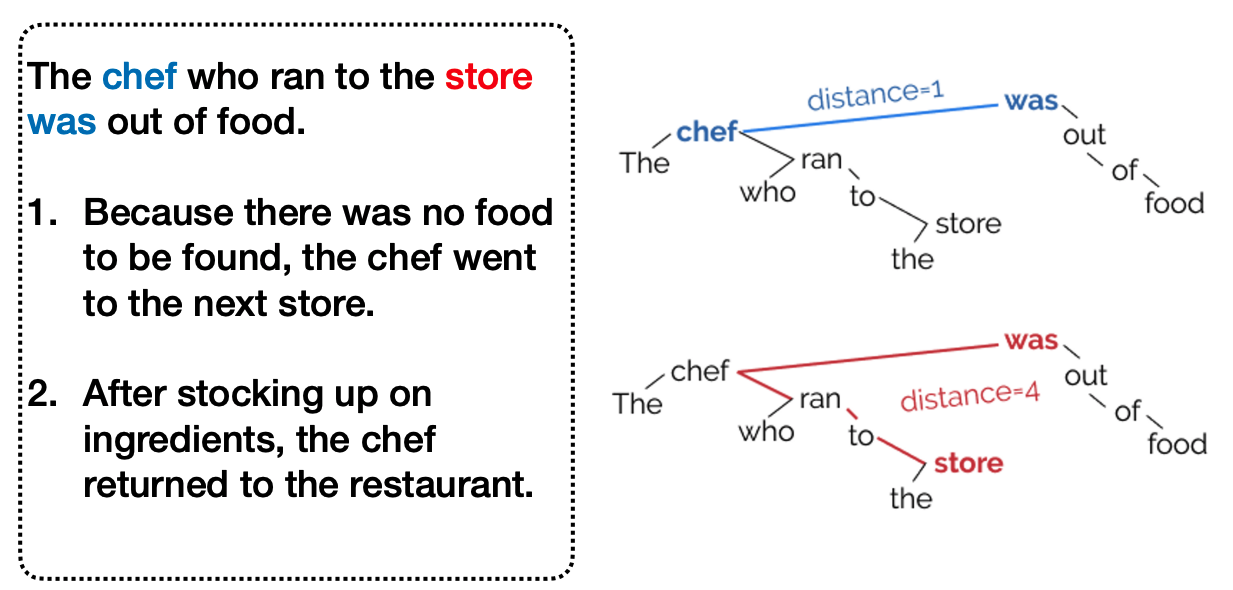 The chef who ran to the store
was out of food.
1. Because there was no food
to be found, the chef went
to the next store.
2. After stocking up on
ingredients, the chef
returned to the restaurant.
distance=1
was
chef
out
The
ran
of
who
to
food
store
the
was
chef
out
distance=4
The
ran
of
who
to
food
store
the